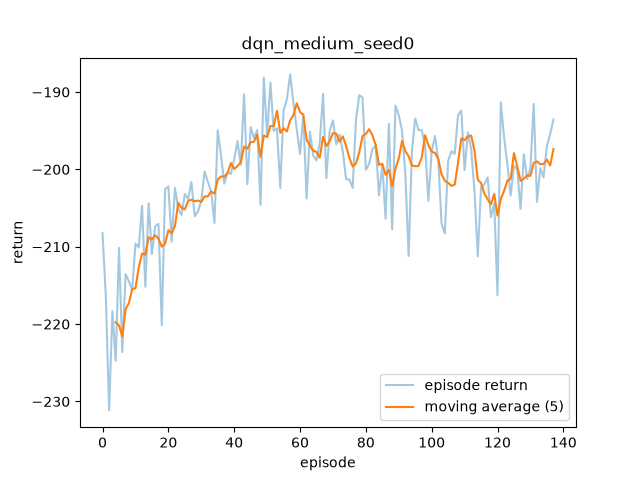 dqn_medium_seed0
return
−190
−200
−210
−220
−230
0
20
40
60
80
100
120
140
episode
episode return
moving average (5)